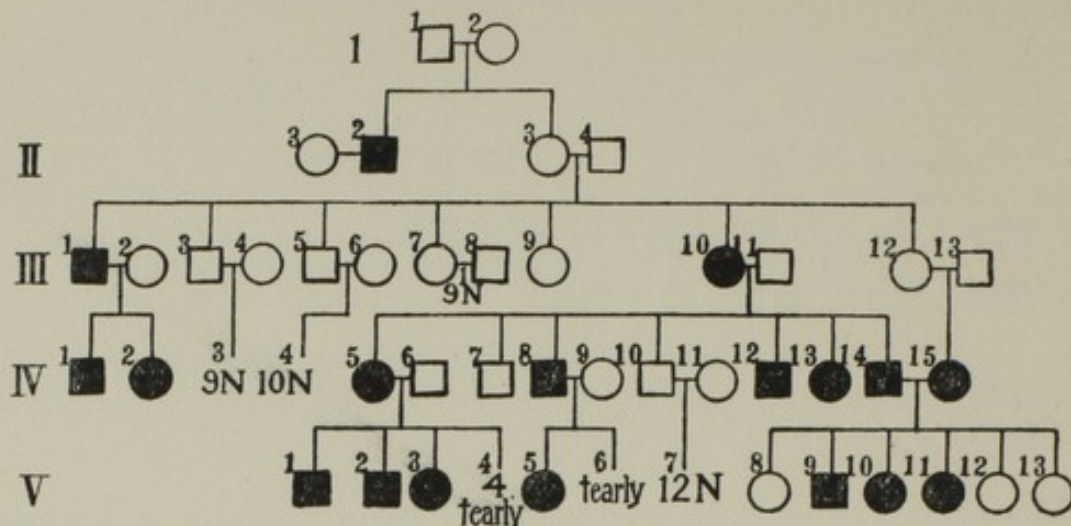 I 1 2
II 3 2 3 4
III 1 2 3 4 5 6 7 8 9 10 11 12 13
9N
IV 1 2 3 4 5 6 7 8 9 10 11 12 13 14 15
9N 10N
V 1 2 3 4 5 6 7 8 9 10 11 12 13
4 †early †early 12N